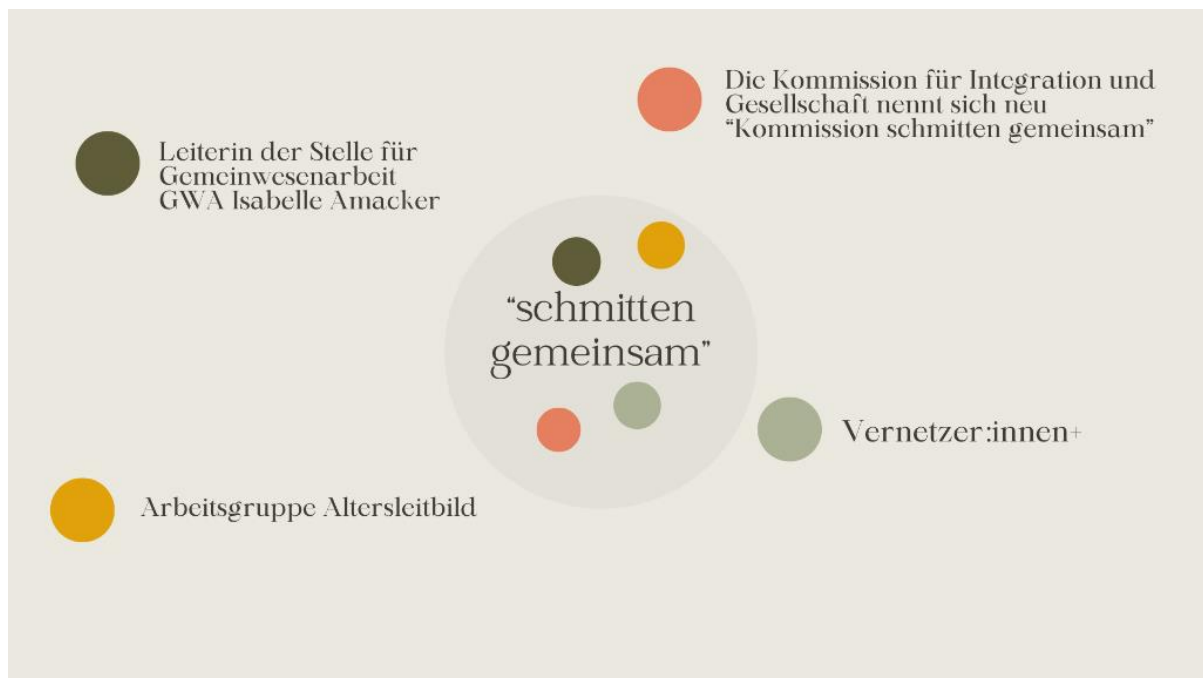 Die Kommission für Integration und
Gesellschaft nennt sich neu
“Kommission schmitten gemeinsam”
Leiterin der Stelle für
Gemeinwesenarbeit
GWA Isabelle Amacker
“schmitten
gemeinsam”
Vernetzer:innen+
Arbeitsgruppe Altersleitbild